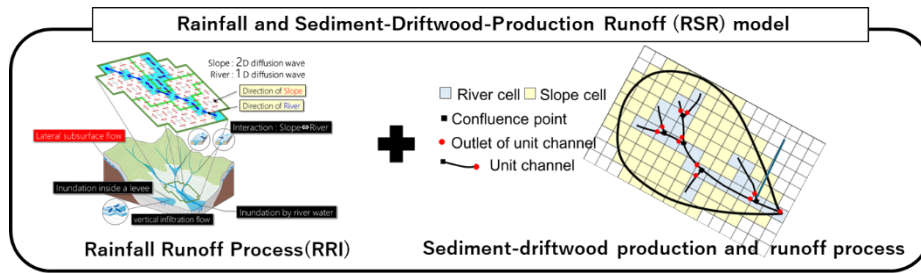 Rainfall and Sediment-Driftwood-Production Runoff (RSR) model
Slope : 2D diffusion wave
River : 1D diffusion wave
Direction of Slope
Direction of River
Interaction : Slope⇔River
Lateral subsurface flow
Inundation inside a levee
Inundation by river water
vertical infiltration flow
Rainfall Runoff Process(RRI)
River cell
Slope cell
Confluence point
Outlet of unit channel
Unit channel
Sediment-driftwood production and runoff process